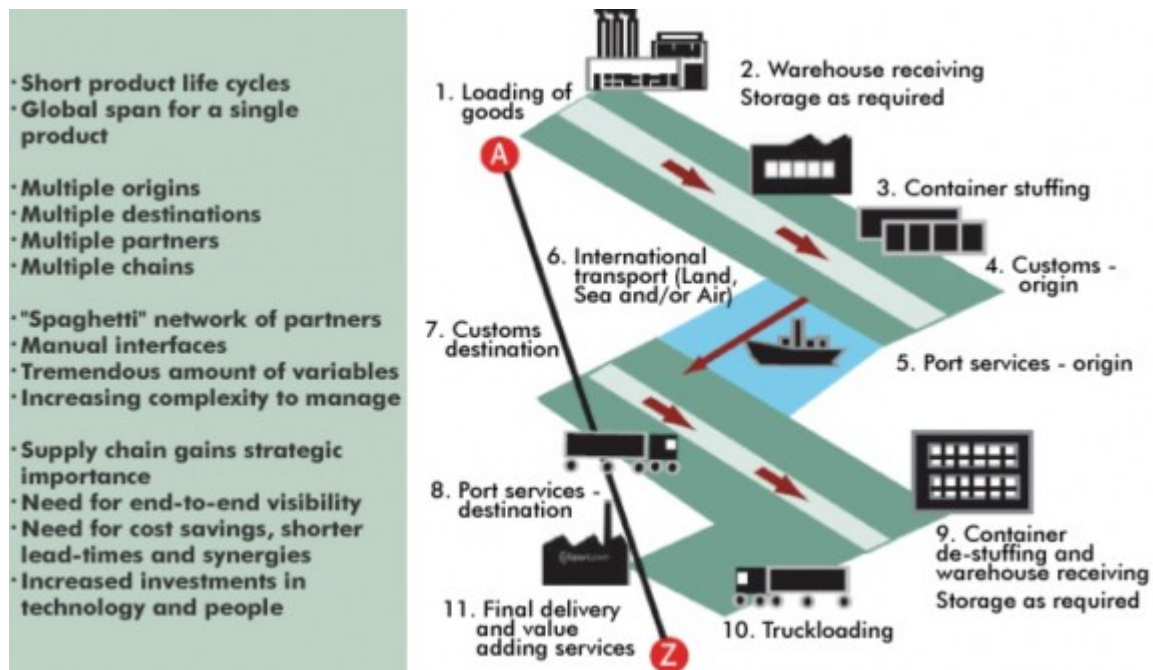 · Short product life cycles
· Global span for a single
product
· Multiple origins
· Multiple destinations
· Multiple partners
· Multiple chains
· "Spaghetti" network of partners
· Manual interfaces
· Tremendous amount of variables
· Increasing complexity to manage
· Supply chain gains strategic
importance
· Need for end-to-end visibility
· Need for cost savings, shorter
lead-times and synergies
· Increased investments in
technology and people
1. Loading of
goods
A
2. Warehouse receiving
Storage as required
3. Container stuffing
4. Customs -
origin
5. Port services - origin
6. International
transport (Land,
Sea and/or Air)
7. Customs
destination
8. Port services -
destination
9. Container
de-stuffing and
warehouse receiving
Storage as required
10. Truckloading
11. Final delivery
and value
adding services
Z